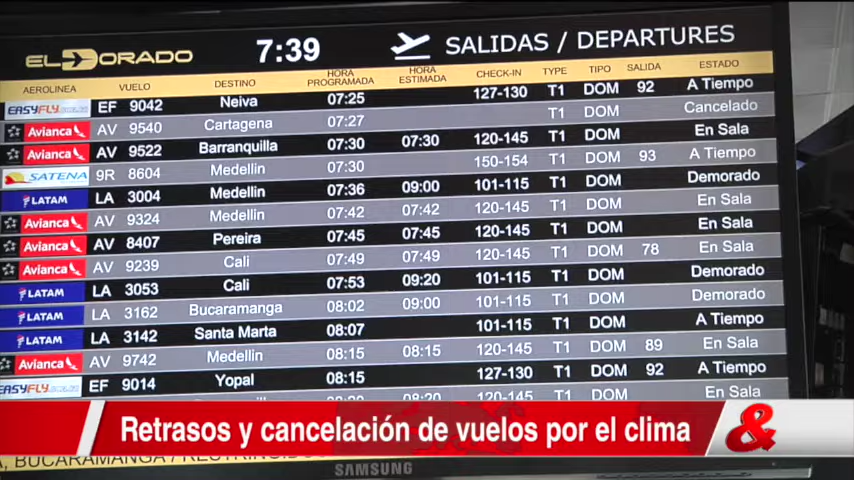 EL DORADO 7:39 SALIDAS / DEPARTURES
AEROLINEA VUELO DESTINO HORA PROGRAMADA HORA ESTIMADA CHECK-IN TYPE TIPO SALIDA ESTADO
EASYFLY EF 9042 Neiva 07:25 127-130 T1 DOM 92 A Tiempo
Avianca AV 9540 Cartagena 07:27 T1 DOM Cancelado
Avianca AV 9522 Barranquilla 07:30 07:30 120-145 T1 DOM En Sala
SATENA 9R 8604 Medellin 07:30 150-154 T1 DOM 93 A Tiempo
LATAM LA 3004 Medellin 07:36 09:00 101-115 T1 DOM Demorado
Avianca AV 9324 Medellin 07:42 07:42 120-145 T1 DOM En Sala
Avianca AV 8407 Pereira 07:45 07:45 120-145 T1 DOM En Sala
Avianca AV 9239 Cali 07:49 07:49 120-145 T1 DOM 78 En Sala
LATAM LA 3053 Cali 07:53 09:20 101-115 T1 DOM Demorado
LATAM LA 3162 Bucaramanga 08:02 09:00 101-115 T1 DOM Demorado
LATAM LA 3142 Santa Marta 08:07 101-115 T1 DOM A Tiempo
Avianca AV 9742 Medellin 08:15 08:15 120-145 T1 DOM 89 En Sala
EASYFLY EF 9014 Yopal 08:15 127-130 T1 DOM 92 A Tiempo
08:20 120-145 T1 DOM En Sala
Retrasos y cancelación de vuelos por el clima &
BUCARAMANGA /
SAMSUNG